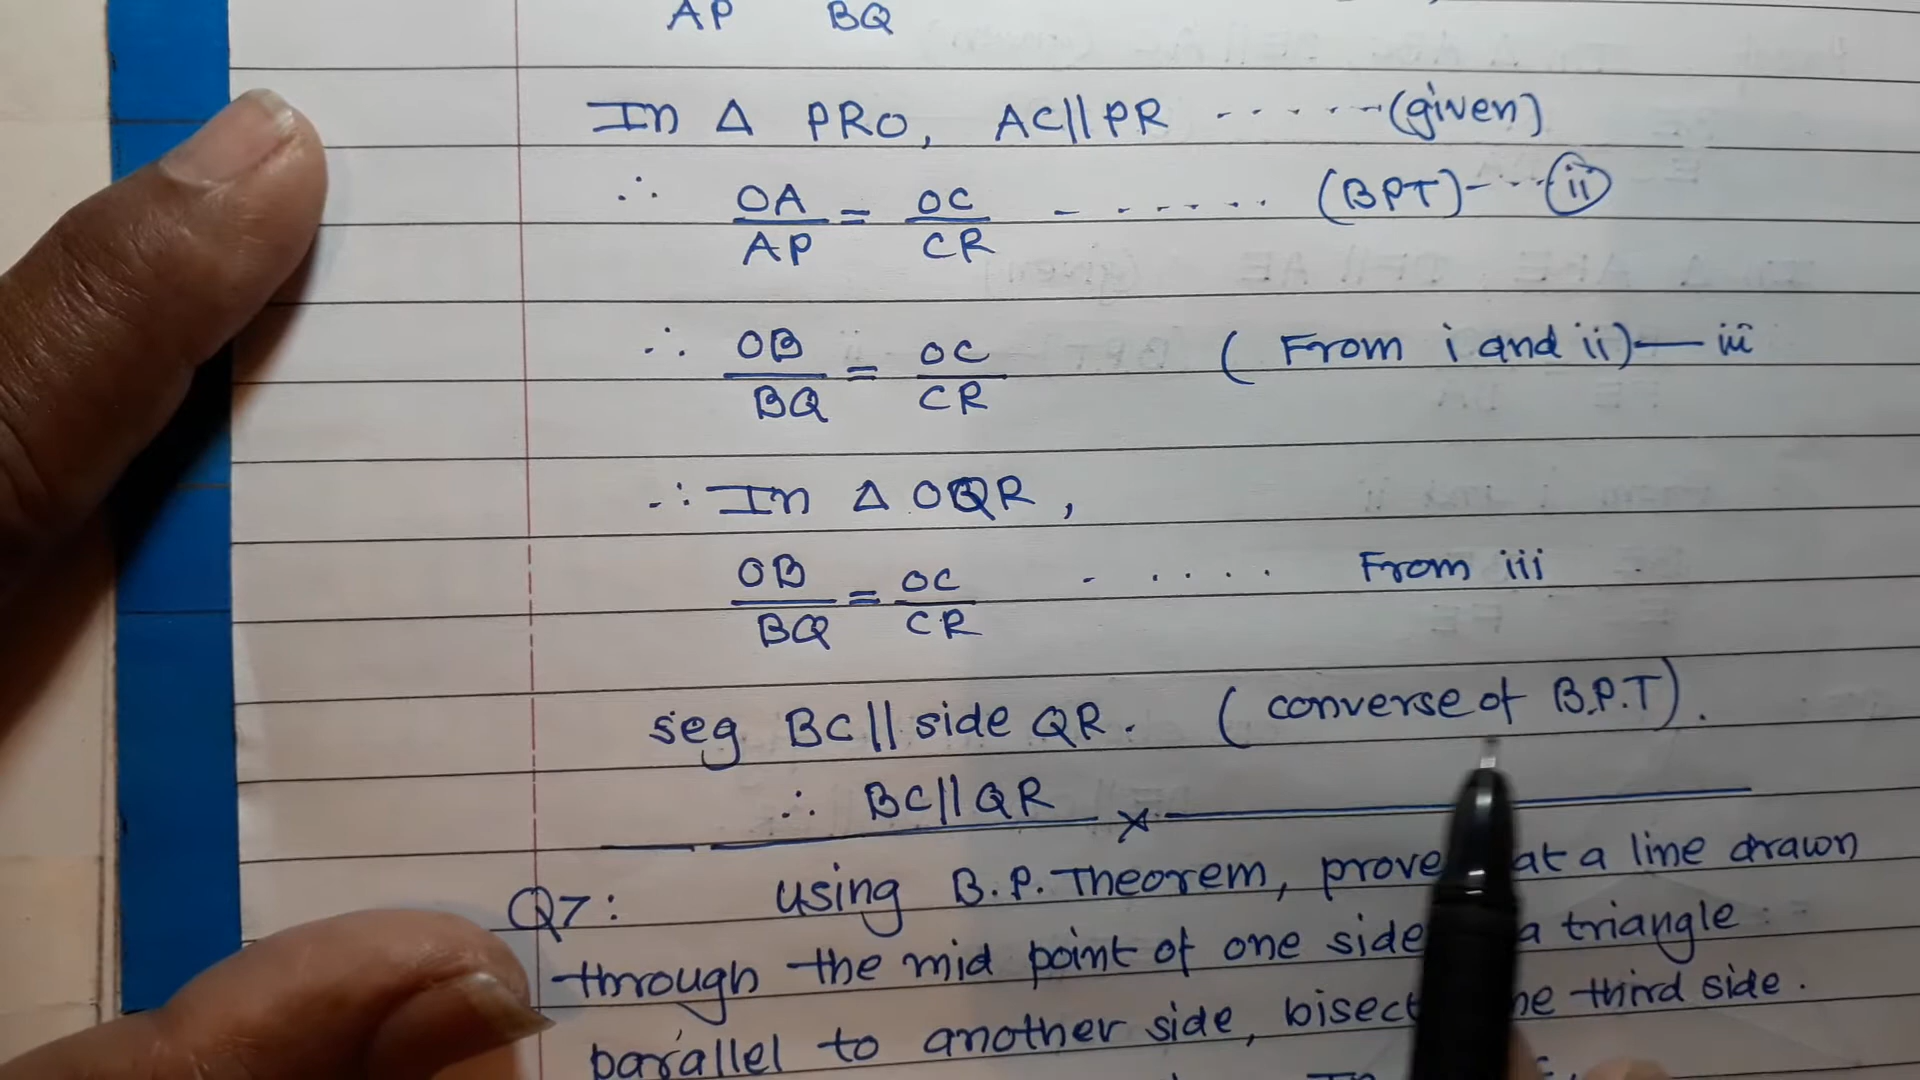 AP BQ
In Δ PRO, AC||PR ------(given)
∴ OA/AP = OC/CR - ...... (BPT)---- ii
∴ OB/BQ = OC/CR ( From i and ii)— iii
∴ In Δ OQR,
OB/BQ = OC/CR - .... From iii
seg BC|| side QR. ( converse of B.P.T).
∴ BC||QR
x
Q7: using B.P. Theorem, prove at a line drawn
through the mid point of one side a triangle
parallel to another side, bisect the third side.